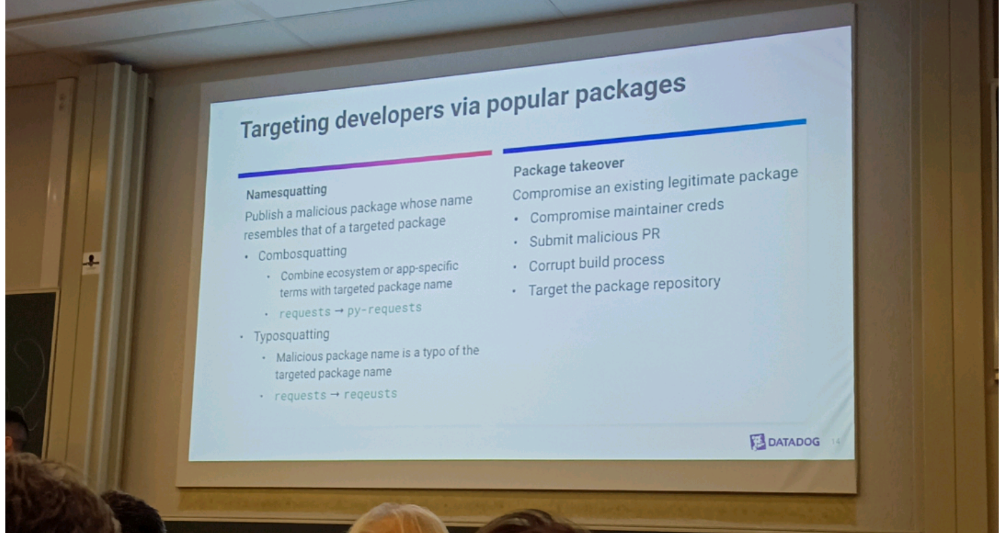 Targeting developers via popular packages
Namesquatting
Publish a malicious package whose name
resembles that of a targeted package
• Combosquatting
• Combine ecosystem or app-specific
terms with targeted package name
• requests → py-requests
• Typosquatting
• Malicious package name is a typo of the
targeted package name
• requests → reqeusts
Package takeover
Compromise an existing legitimate package
• Compromise maintainer creds
• Submit malicious PR
• Corrupt build process
• Target the package repository
DATADOG 14